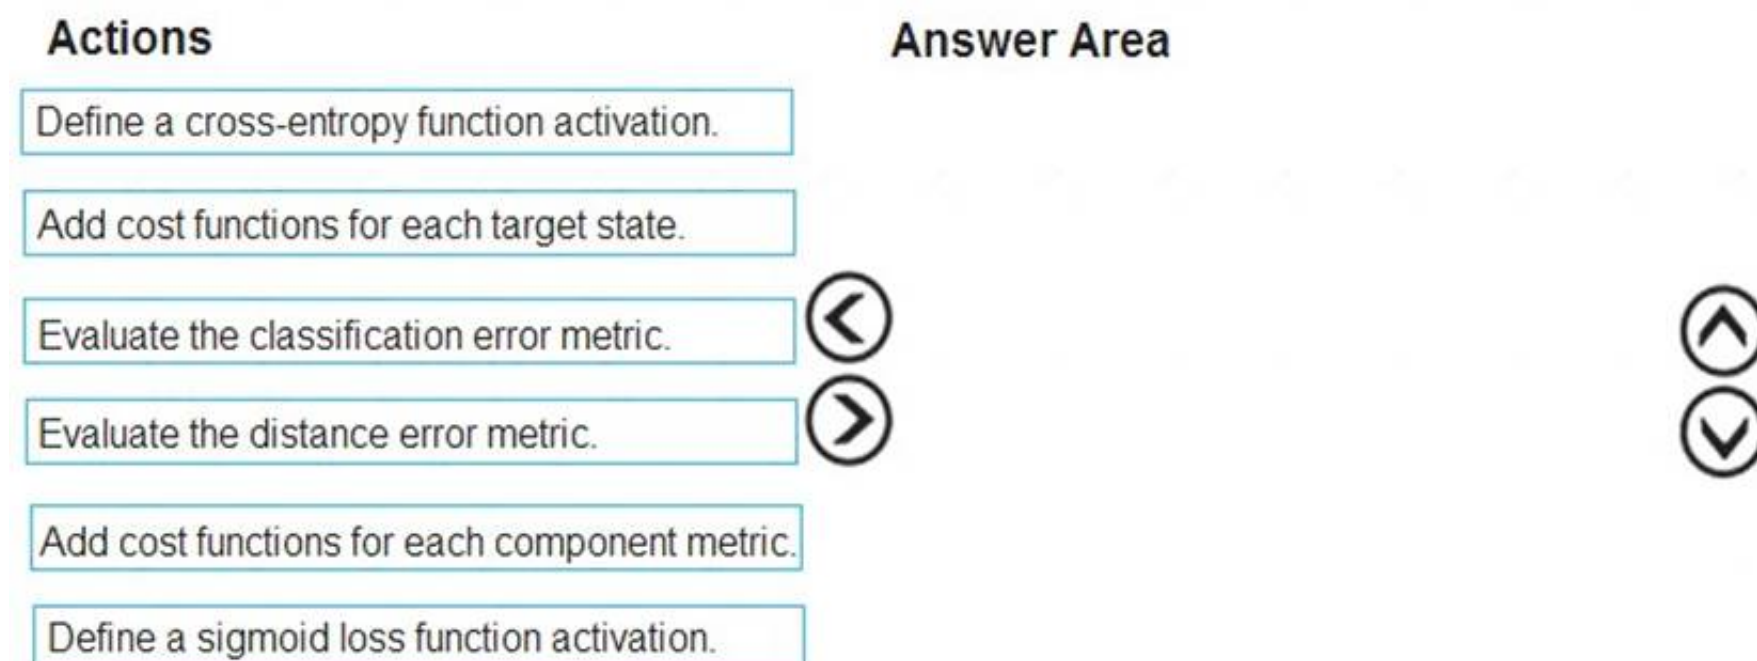 Actions
Answer Area
Define a cross-entropy function activation.
Add cost functions for each target state.
Evaluate the classification error metric.
Evaluate the distance error metric.
Add cost functions for each component metric.
Define a sigmoid loss function activation.